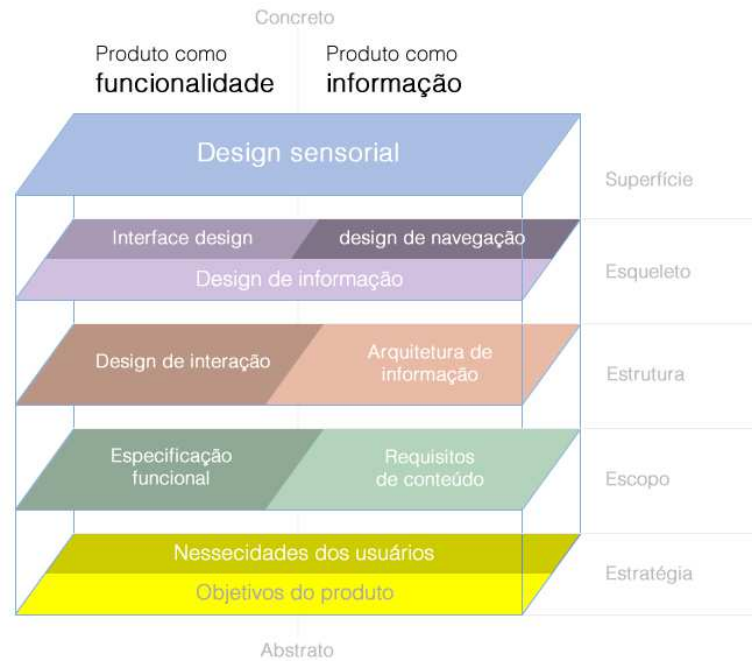 Concreto
Produto como
funcionalidade
Produto como
informação
Design sensorial
Superfície
Interface design
design de navegação
Design de informação
Esqueleto
Design de interação
Arquitetura de
informação
Estrutura
Especificação
funcional
Requisitos
de conteúdo
Escopo
Nessecidades dos usuários
Objetivos do produto
Estratégia
Abstrato